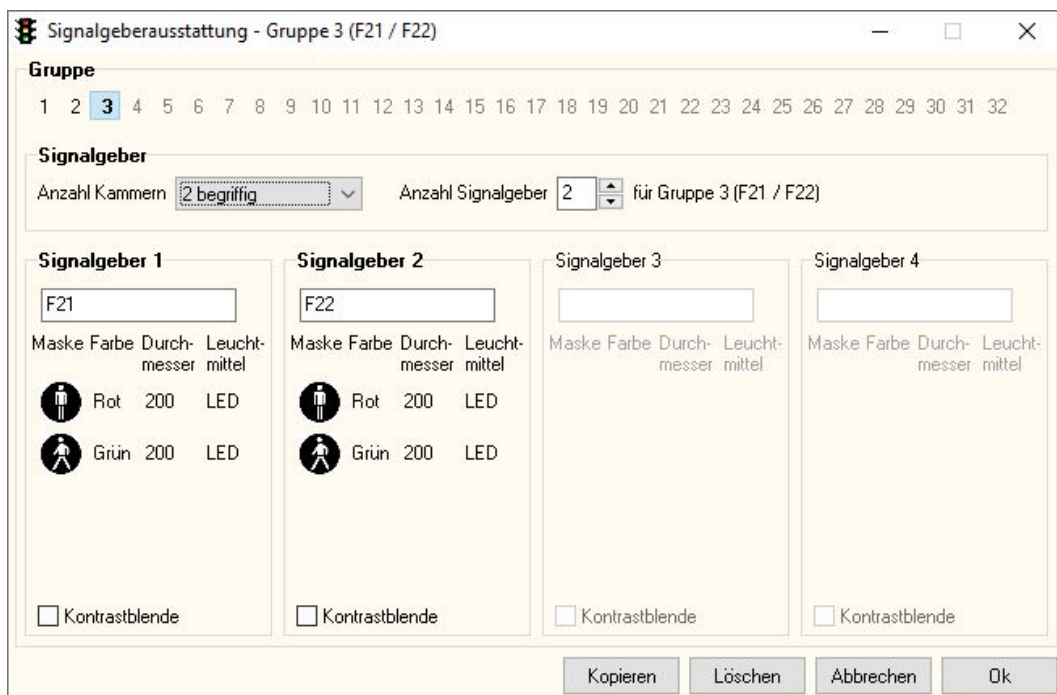 Signalgeberausstattung - Gruppe 3 (F21 / F22)
Gruppe
1 2 3 4 5 6 7 8 9 10 11 12 13 14 15 16 17 18 19 20 21 22 23 24 25 26 27 28 29 30 31 32
Signalgeber
Anzahl Kammern 2 begriffig Anzahl Signalgeber 2 für Gruppe 3 (F21 / F22)
Signalgeber 1 Signalgeber 2 Signalgeber 3 Signalgeber 4
F21 F22
Maske Farbe Durch- Leucht- Maske Farbe Durch- Leucht- Maske Farbe Durch- Leucht- Maske Farbe Durch- Leucht-
messer mittel messer mittel messer mittel messer mittel
Rot 200 LED Rot 200 LED
Grün 200 LED Grün 200 LED
Kontrastblende Kontrastblende Kontrastblende Kontrastblende
Kopieren Löschen Abbrechen Ok